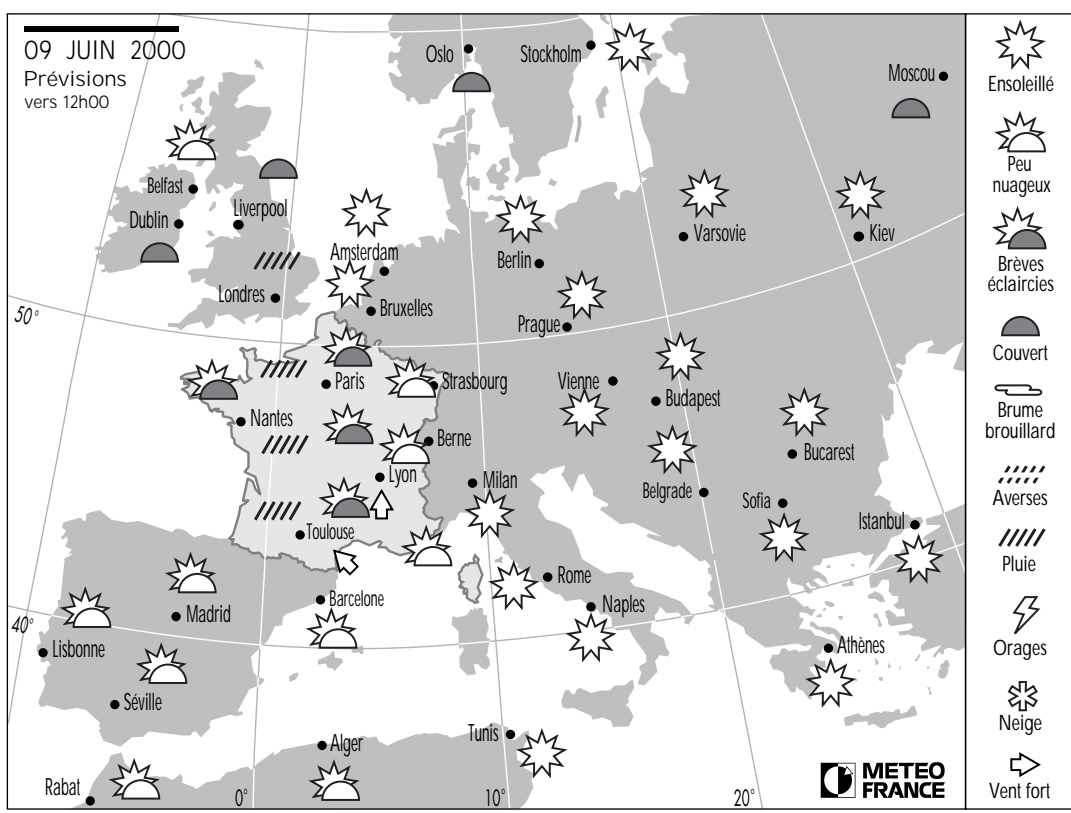 09 JUIN 2000
Prévisions
vers 12h00
Oslo
Stockholm
Moscou
Belfast
Dublin
Liverpool
Varsovie
Kiev
Amsterdam
Berlin
Londres
Bruxelles
50°
Prague
Paris
Strasbourg
Vienne
Budapest
Nantes
Berne
Bucarest
Lyon
Milan
Belgrade
Sofia
Istanbul
Toulouse
Rome
Barcelone
Naples
Madrid
40°
Lisbonne
Athènes
Séville
Tunis
Alger
Rabat
0°
10°
20°
METEO
FRANCE
Ensoleillé
Peu
nuageux
Brèves
éclaircies
Couvert
Brume
brouillard
Averses
Pluie
Orages
Neige
Vent fort